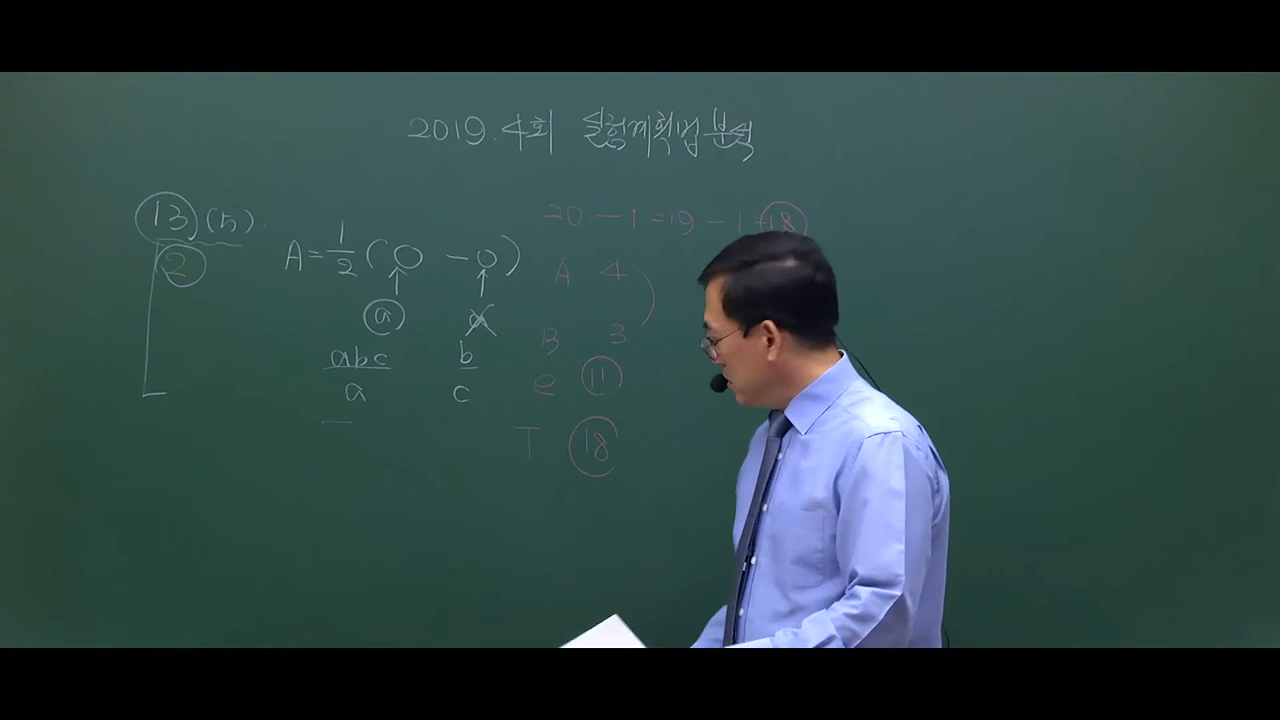 2019. 4회 실험계획법 분석
13 (5)
2
A = 1/2 ( - )
a a
abc b
a c
20 - 1 = 19 - 1 = 18
A 4
B 3
e 11
T 18